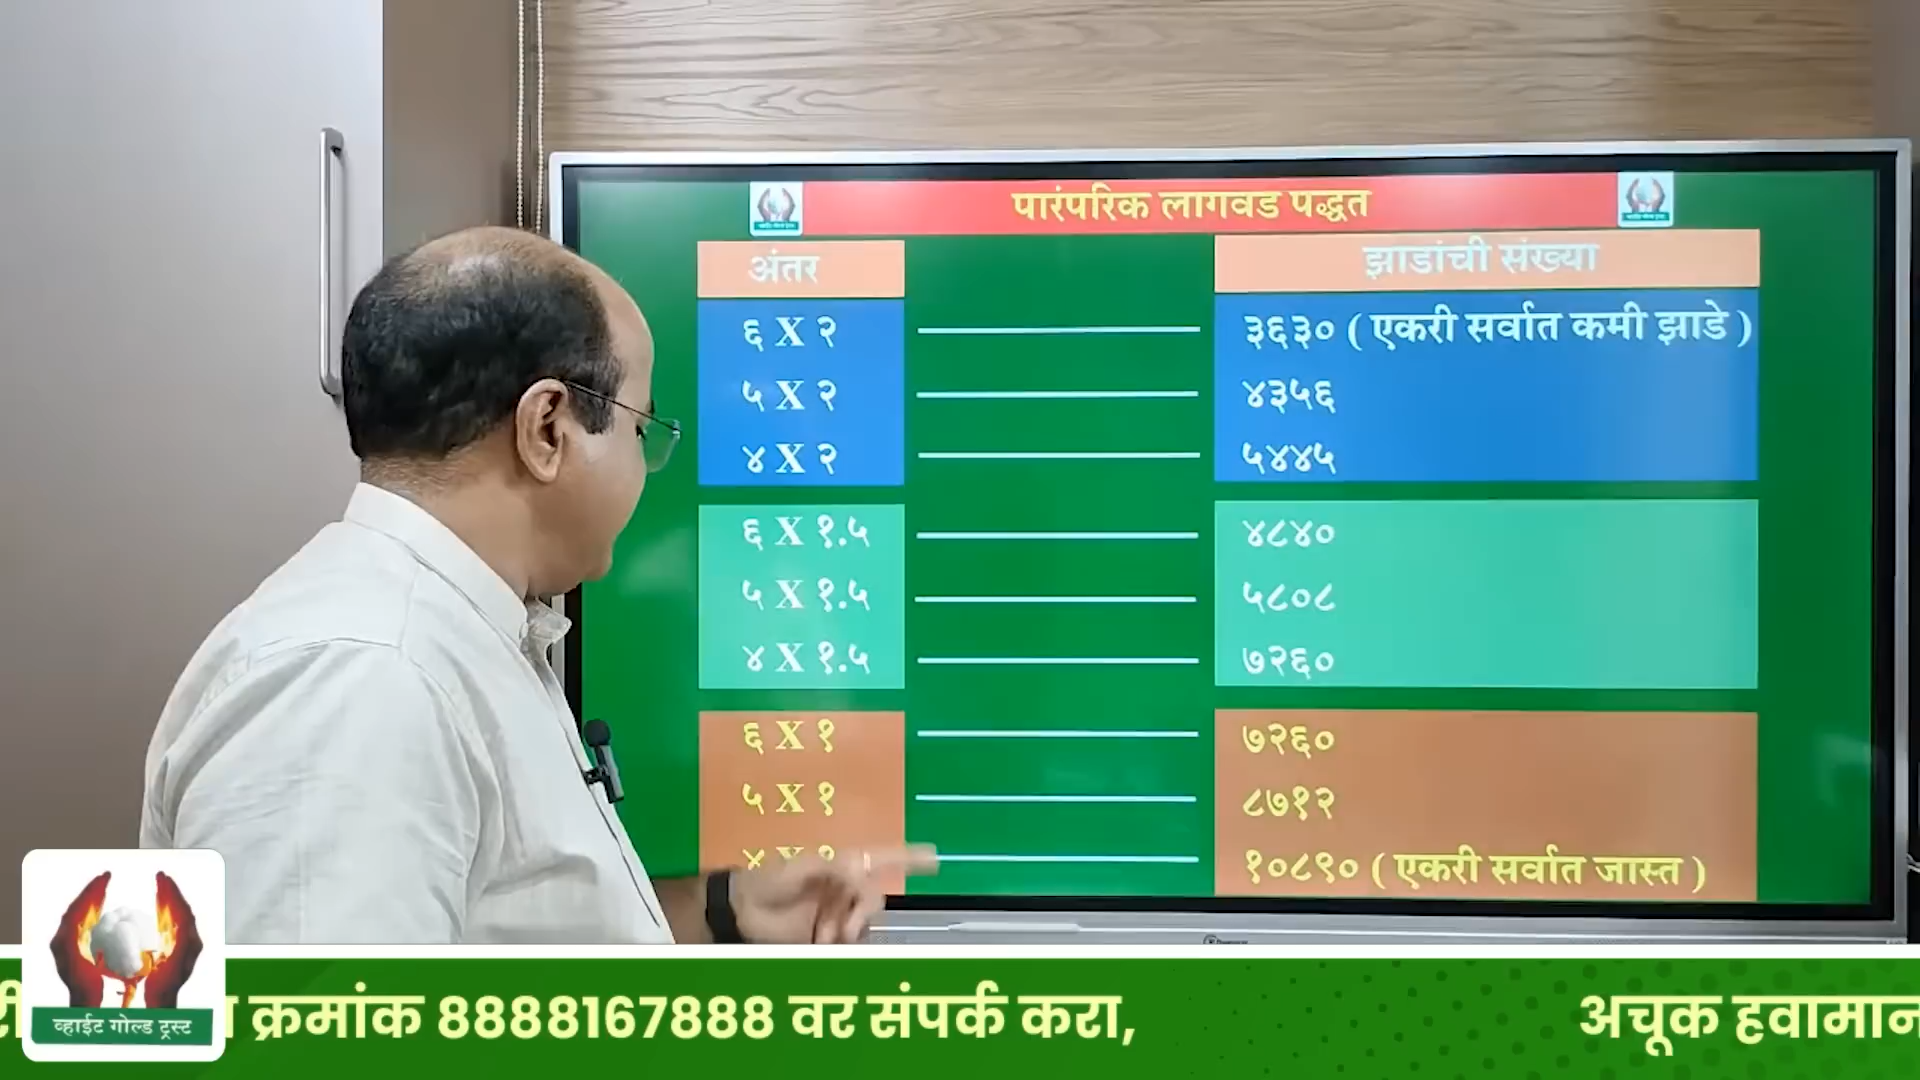 पारंपरिक लागवड पद्धत
अंतर झाडांची संख्या
६ X २ ३६३० ( एकरी सर्वात कमी झाडे )
५ X २ ४३५६
४ X २ ५४४५
६ X १.५ ४८४०
५ X १.५ ५८०८
४ X १.५ ७२६०
६ X १ ७२६०
५ X १ ८७१२
४ X १ १०८९० ( एकरी सर्वात जास्त )
व्हाईट गोल्ड ट्रस्ट
क्रमांक 8888167888 वर संपर्क करा, अचूक हवामान